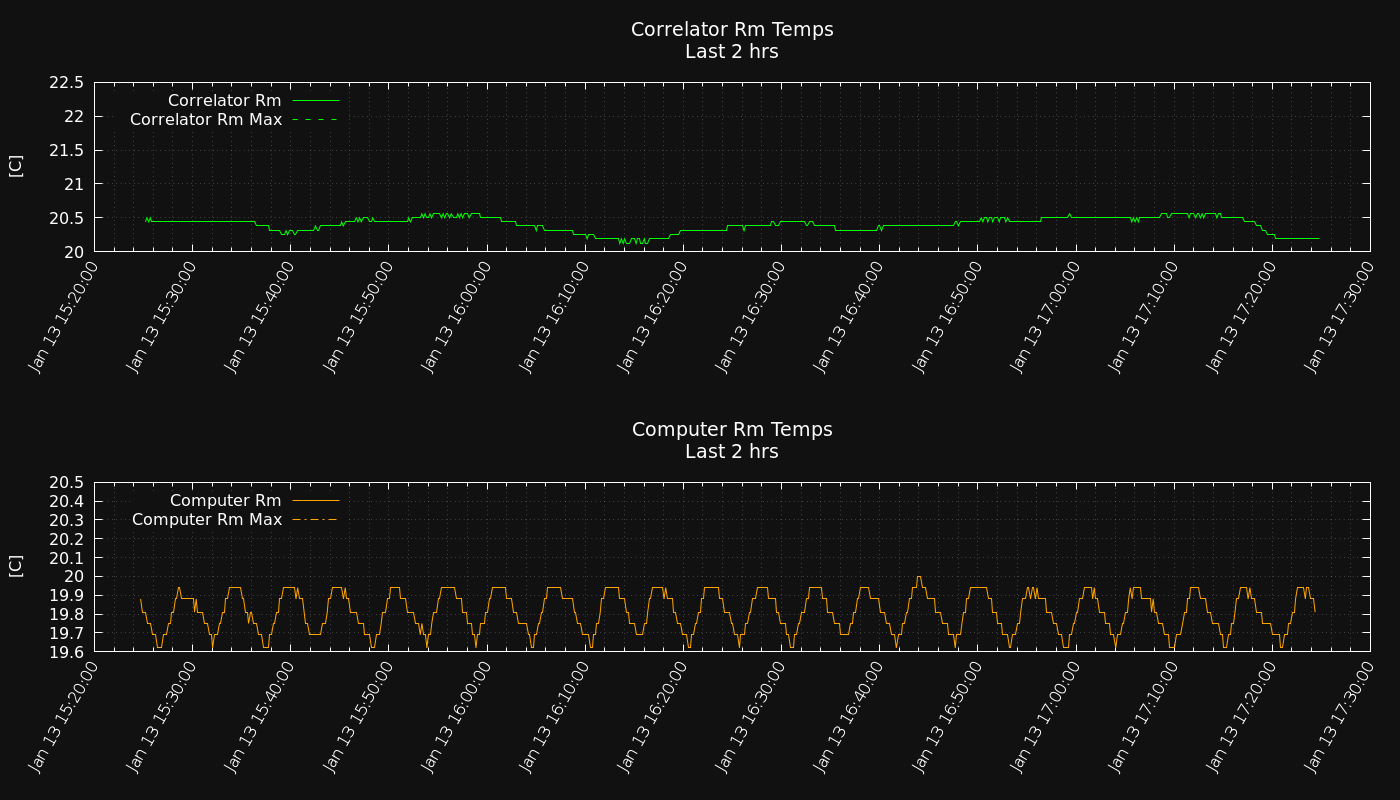 Correlator Rm Temps
Last 2 hrs
22.5
22
21.5
21
20.5
20
[C]
Correlator Rm
Correlator Rm Max
Jan 13 15:20:00
Jan 13 15:30:00
Jan 13 15:40:00
Jan 13 15:50:00
Jan 13 16:00:00
Jan 13 16:10:00
Jan 13 16:20:00
Jan 13 16:30:00
Jan 13 16:40:00
Jan 13 16:50:00
Jan 13 17:00:00
Jan 13 17:10:00
Jan 13 17:20:00
Jan 13 17:30:00
Computer Rm Temps
Last 2 hrs
20.5
20.4
20.3
20.2
20.1
20
19.9
19.8
19.7
19.6
[C]
Computer Rm
Computer Rm Max
Jan 13 15:20:00
Jan 13 15:30:00
Jan 13 15:40:00
Jan 13 15:50:00
Jan 13 16:00:00
Jan 13 16:10:00
Jan 13 16:20:00
Jan 13 16:30:00
Jan 13 16:40:00
Jan 13 16:50:00
Jan 13 17:00:00
Jan 13 17:10:00
Jan 13 17:20:00
Jan 13 17:30:00